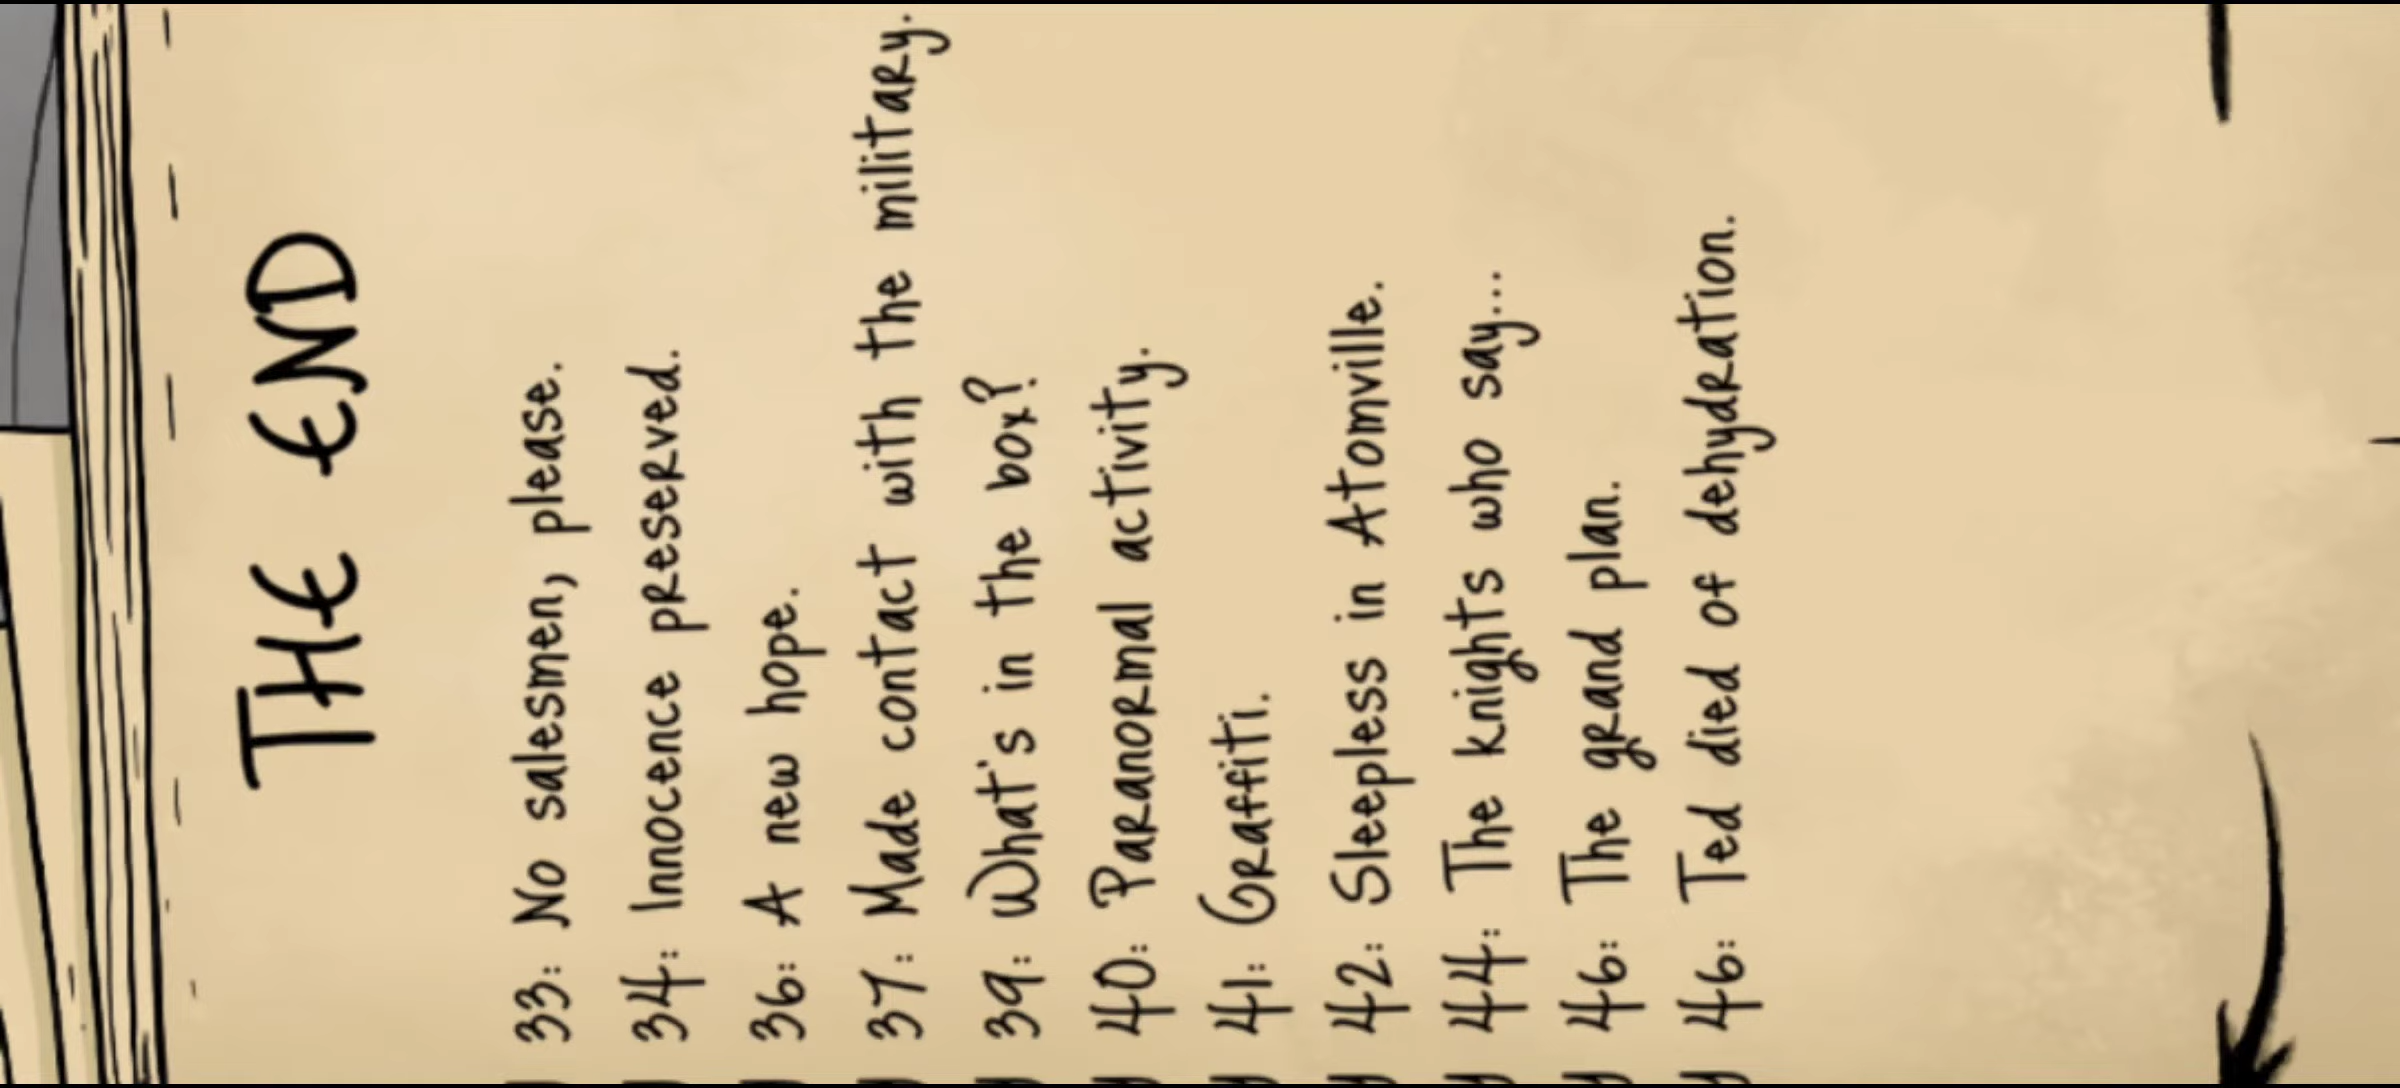 THE END
33: No salesmen, please.
34: Innocence preserved.
36: A new hope.
37: Made contact with the military.
39: What's in the box?
40: Paranormal activity.
41: Graffiti.
42: Sleepless in Atomville.
44: The knights who say...
46: The grand plan.
46: Ted died of dehydration.